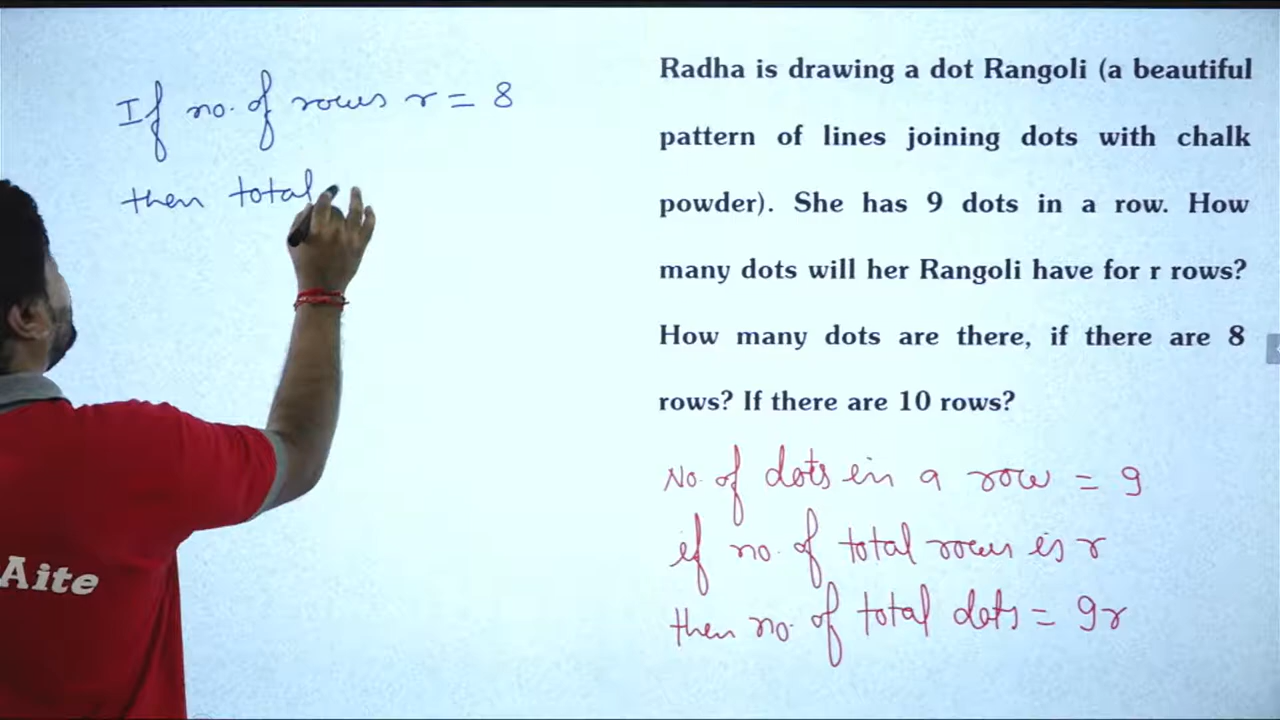 If no. of rows r = 8
then total
Radha is drawing a dot Rangoli (a beautiful
pattern of lines joining dots with chalk
powder). She has 9 dots in a row. How
many dots will her Rangoli have for r rows?
How many dots are there, if there are 8
rows? If there are 10 rows?
No. of dots in a row = 9
if no. of total rows is r
then no. of total dots = 9r
Aite